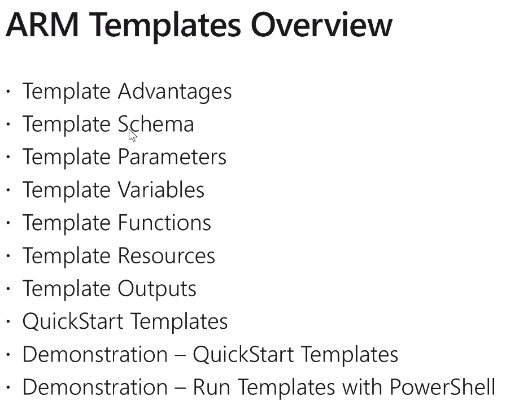 ARM Templates Overview
· Template Advantages
· Template Schema
· Template Parameters
· Template Variables
· Template Functions
· Template Resources
· Template Outputs
· QuickStart Templates
· Demonstration – QuickStart Templates
· Demonstration – Run Templates with PowerShell